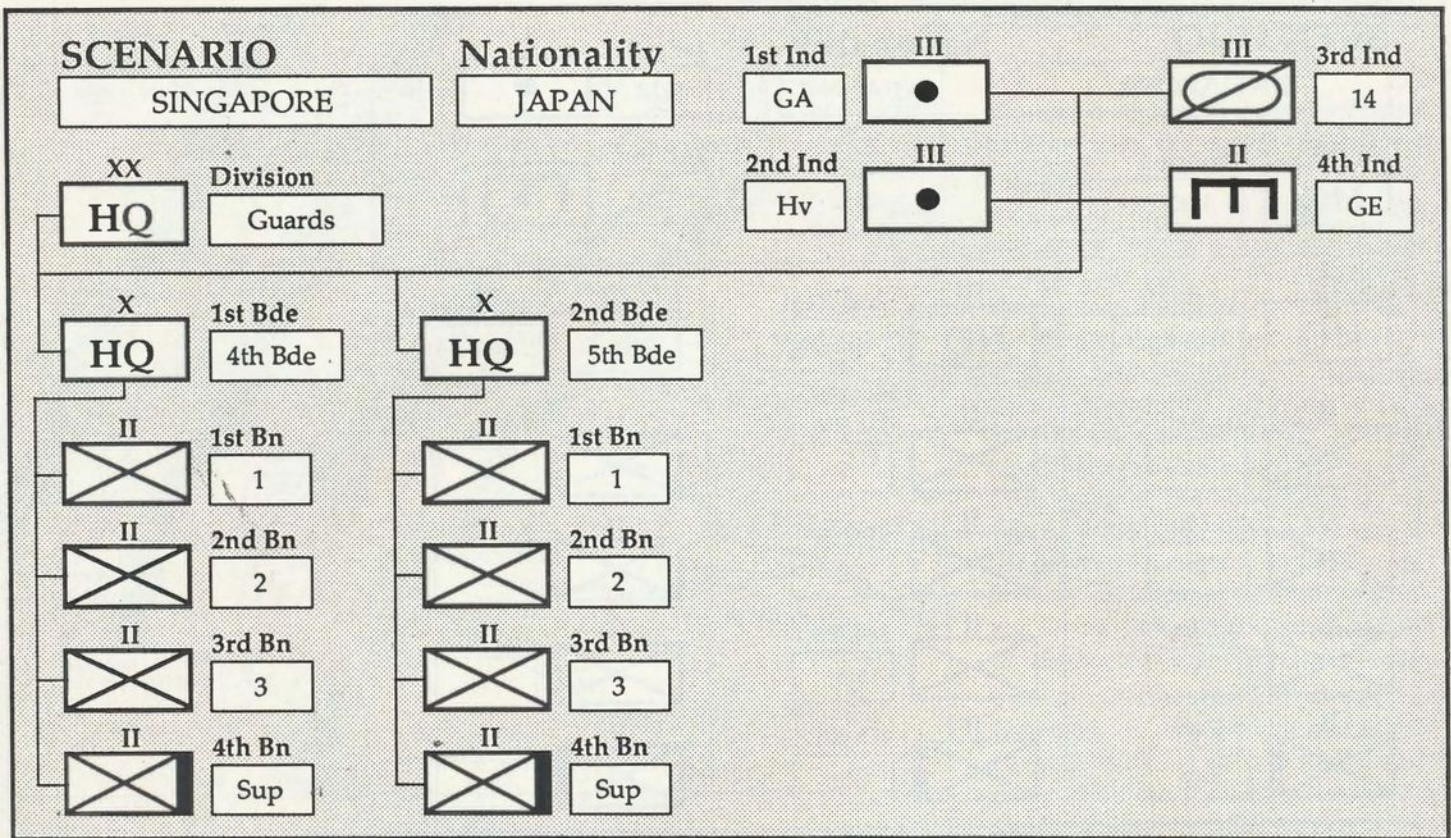 SCENARIO
SINGAPORE
Nationality
JAPAN
1st Ind
GA
III
III
3rd Ind
14
2nd Ind
Hv
III
II
4th Ind
GE
XX
HQ
Division
Guards
X
HQ
1st Bde
4th Bde
X
HQ
2nd Bde
5th Bde
II
1st Bn
1
II
1st Bn
1
II
2nd Bn
2
II
2nd Bn
2
II
3rd Bn
3
II
3rd Bn
3
II
4th Bn
Sup
II
4th Bn
Sup